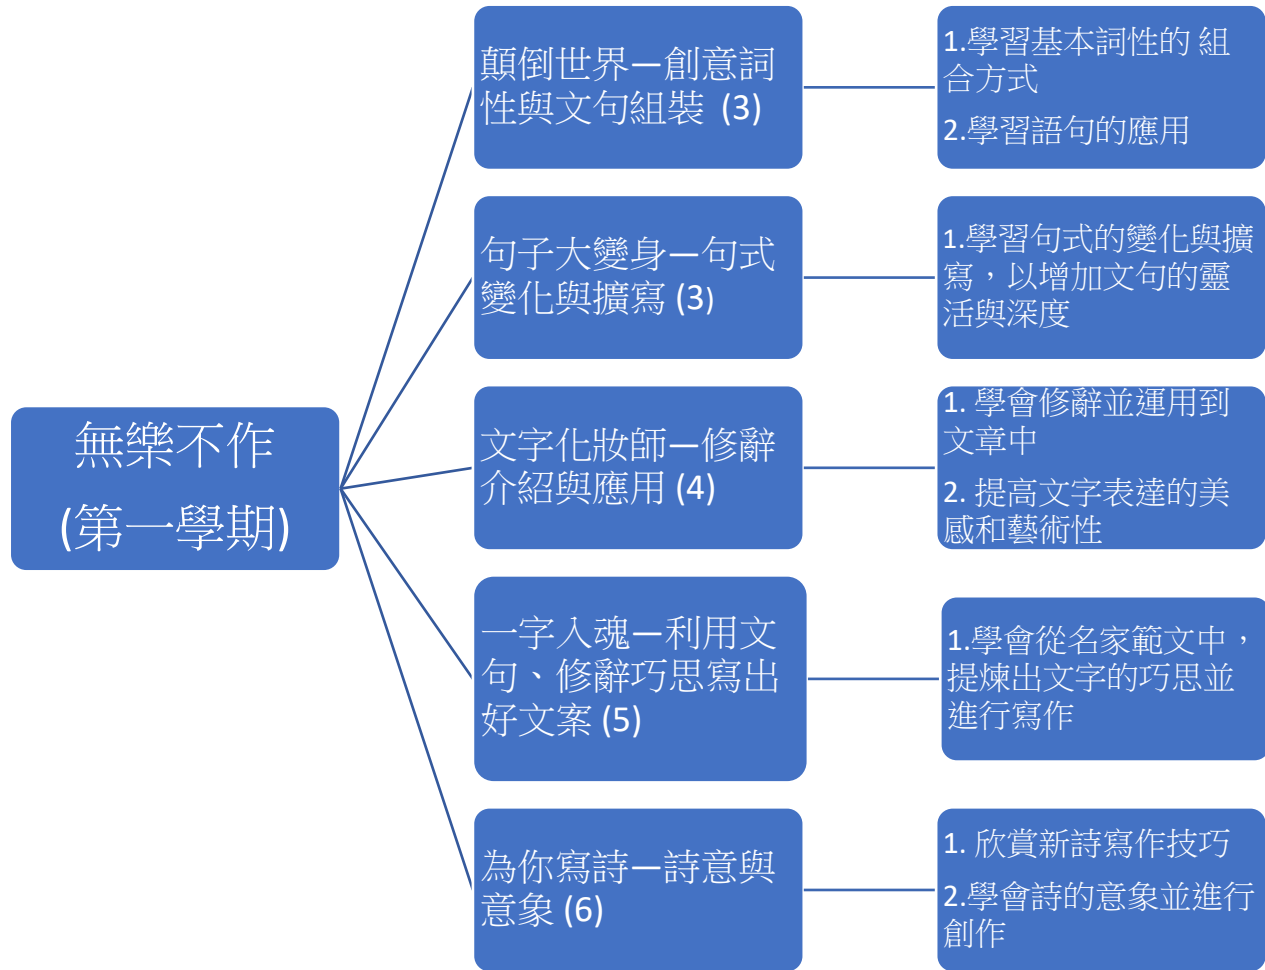 無樂不作
(第一學期)
顛倒世界—創意詞
性與文句組裝 (3)
1.學習基本詞性的 組
合方式
2.學習語句的應用
句子大變身—句式
變化與擴寫 (3)
1.學習句式的變化與擴
寫，以增加文句的靈
活與深度
文字化妝師—修辭
介紹與應用 (4)
1. 學會修辭並運用到
文章中
2. 提高文字表達的美
感和藝術性
一字入魂—利用文
句、修辭巧思寫出
好文案 (5)
1.學會從名家範文中，
提煉出文字的巧思並
進行寫作
為你寫詩—詩意與
意象 (6)
1. 欣賞新詩寫作技巧
2.學會詩的意象並進行
創作